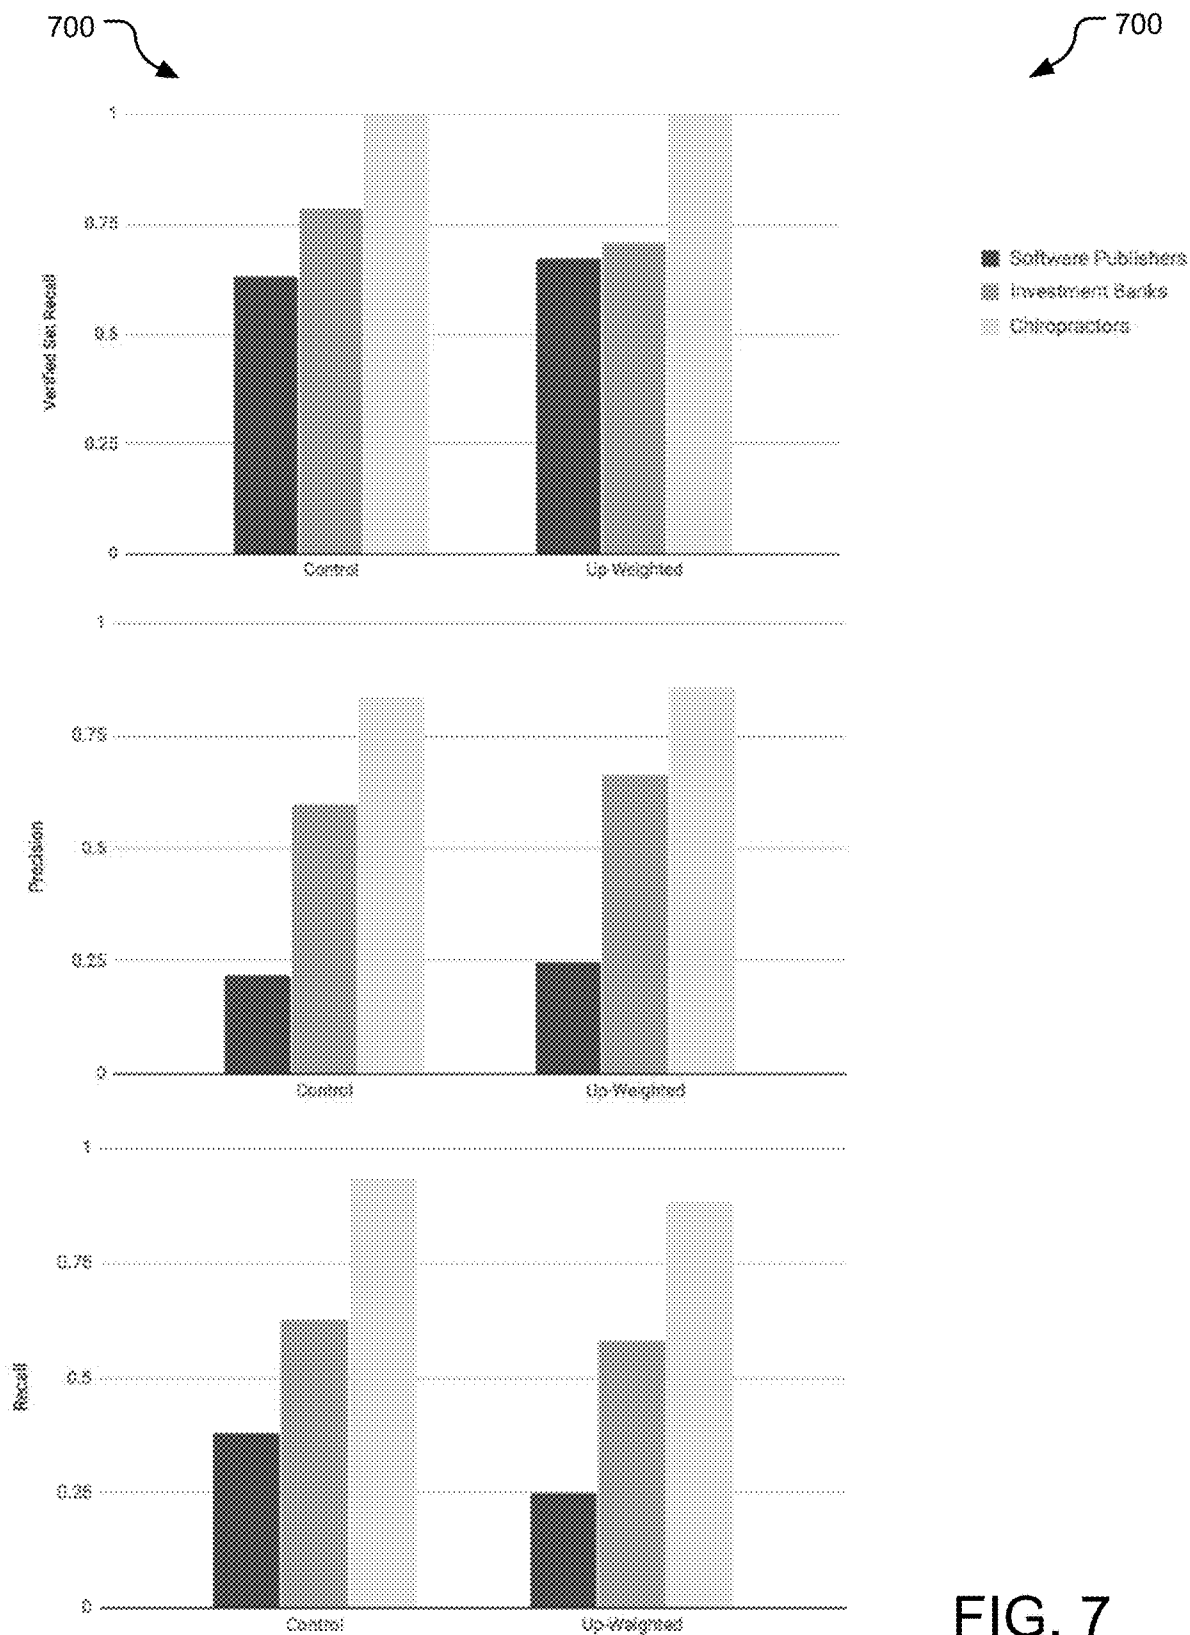 700
700
1
0.75
0.5
0.25
0
Verified Set Recall
Control
Up-Weighted
Software Publishers
Investment Banks
Chiropractors
1
0.75
0.5
0.25
0
Precision
Control
Up-Weighted
1
0.75
0.5
0.25
0
Recall
Control
Up-Weighted
FIG. 7